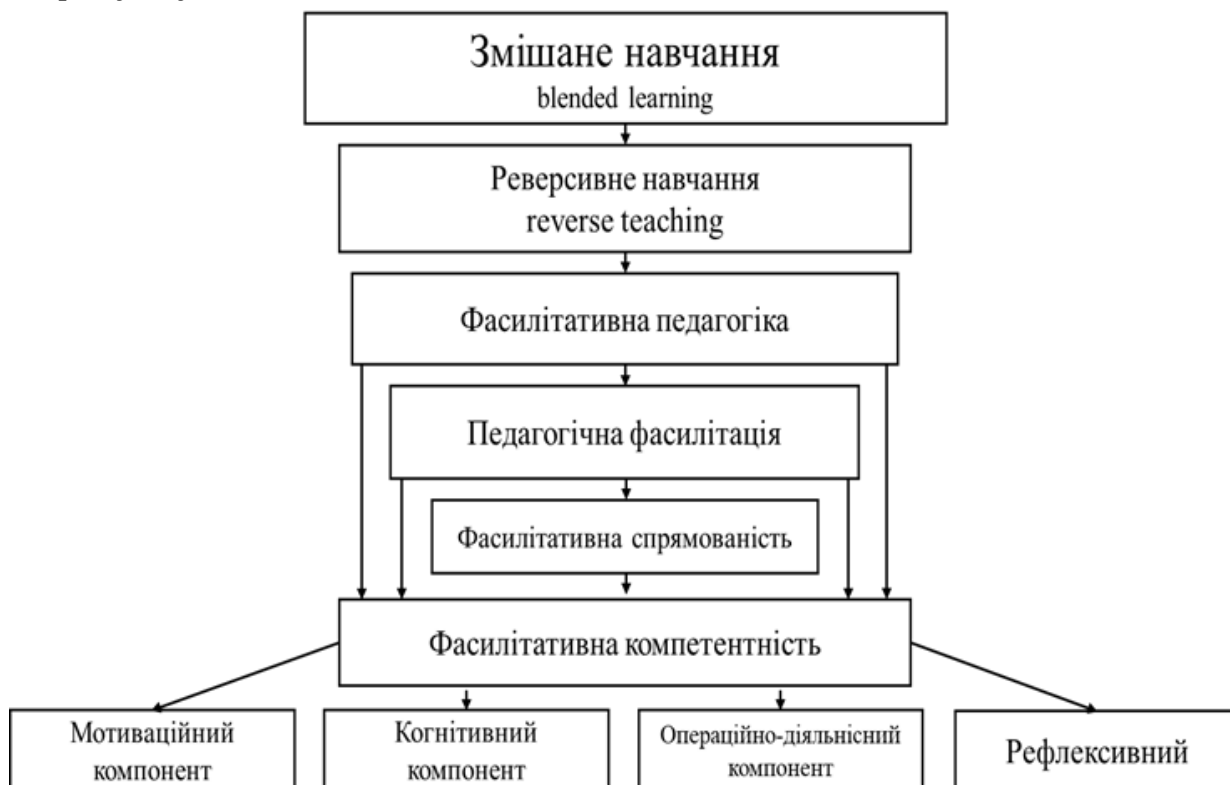 Змішане навчання
blended learning
Реверсивне навчання
reverse teaching
Фасилітативна педагогіка
Педагогічна фасилітація
Фасилітативна спрямованість
Фасилітативна компетентність
Мотиваційний
компонент
Когнітивний
компонент
Операційно-діяльнісний
компонент
Рефлексивний